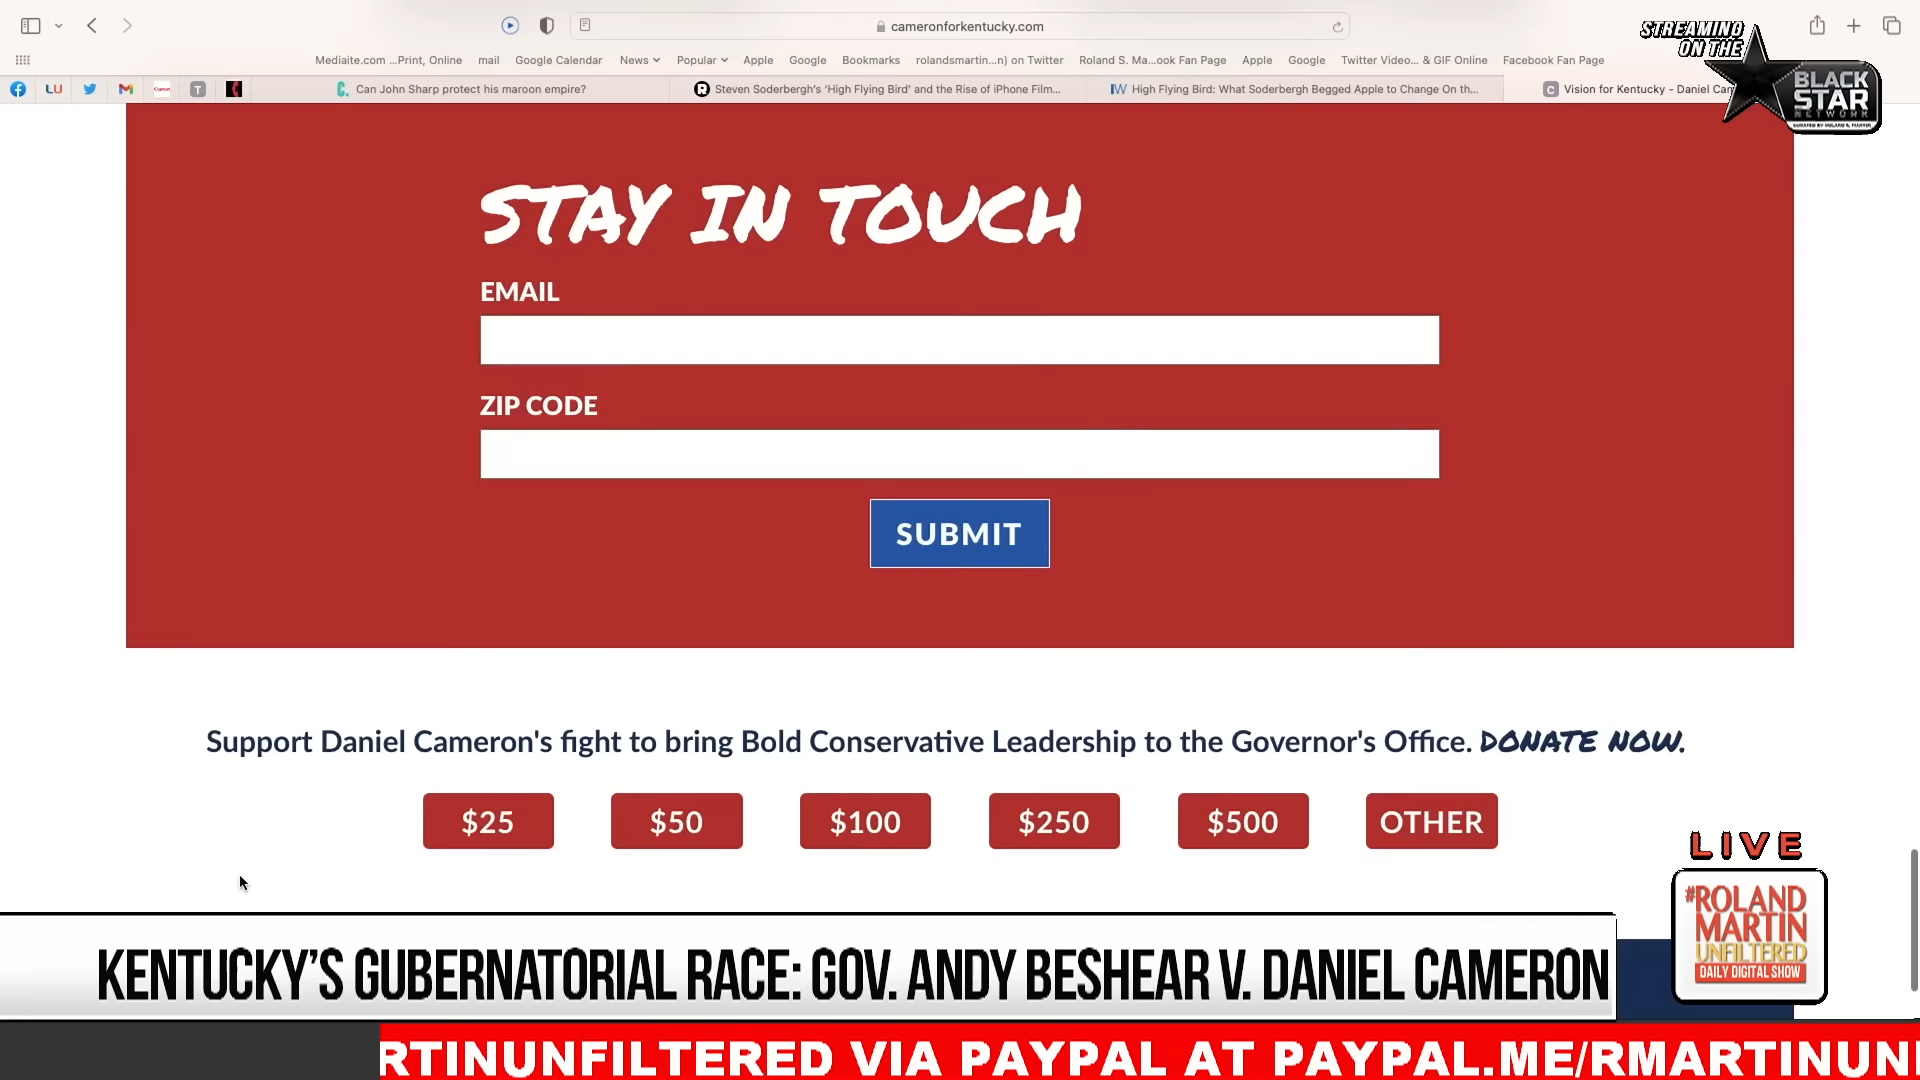 cameronforkentucky.com
STREAMING
ON THE
BLACK
STAR
NETWORK
Mediaite.com ...Print, Online
mail
Google Calendar
News
Popular
Apple
Google
Bookmarks
rolandsmartin...n) on Twitter
Roland S. Ma...ook Fan Page
Apple
Google
Twitter Video... & GIF Online
Facebook Fan Page
LU
Can John Sharp protect his maroon empire?
Steven Soderbergh's 'High Flying Bird' and the Rise of iPhone Film...
IW High Flying Bird: What Soderbergh Begged Apple to Change On th...
C Vision for Kentucky - Daniel Cam
STAY IN TOUCH
EMAIL
ZIP CODE
SUBMIT
Support Daniel Cameron's fight to bring Bold Conservative Leadership to the Governor's Office. DONATE NOW.
$25
$50
$100
$250
$500
OTHER
LIVE
#ROLAND
MARTIN
UNFILTERED
DAILY DIGITAL SHOW
KENTUCKY'S GUBERNATORIAL RACE: GOV. ANDY BESHEAR V. DANIEL CAMERON
RTINUNFILTERED VIA PAYPAL AT PAYPAL.ME/RMARTINUN